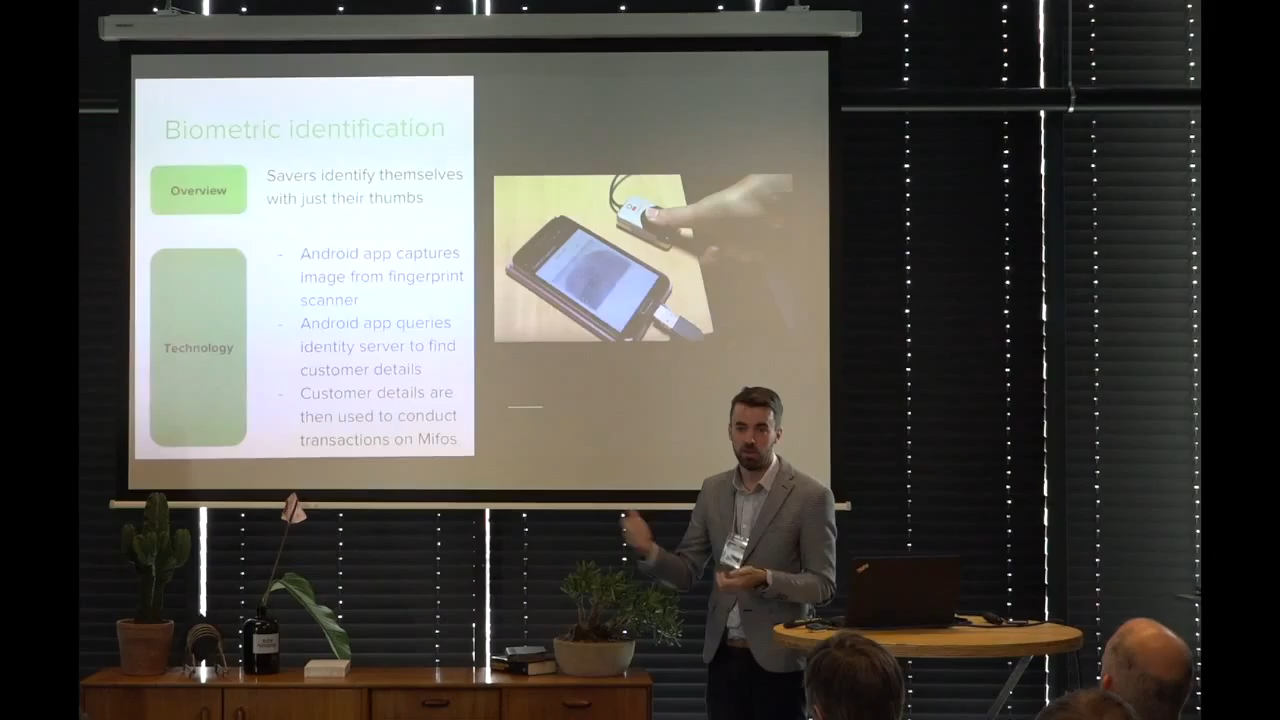 Biometric identification
Overview
Savers identify themselves
with just their thumbs
Technology
- Android app captures
image from fingerprint
scanner
- Android app queries
identity server to find
customer details
- Customer details are
then used to conduct
transactions on Mifos